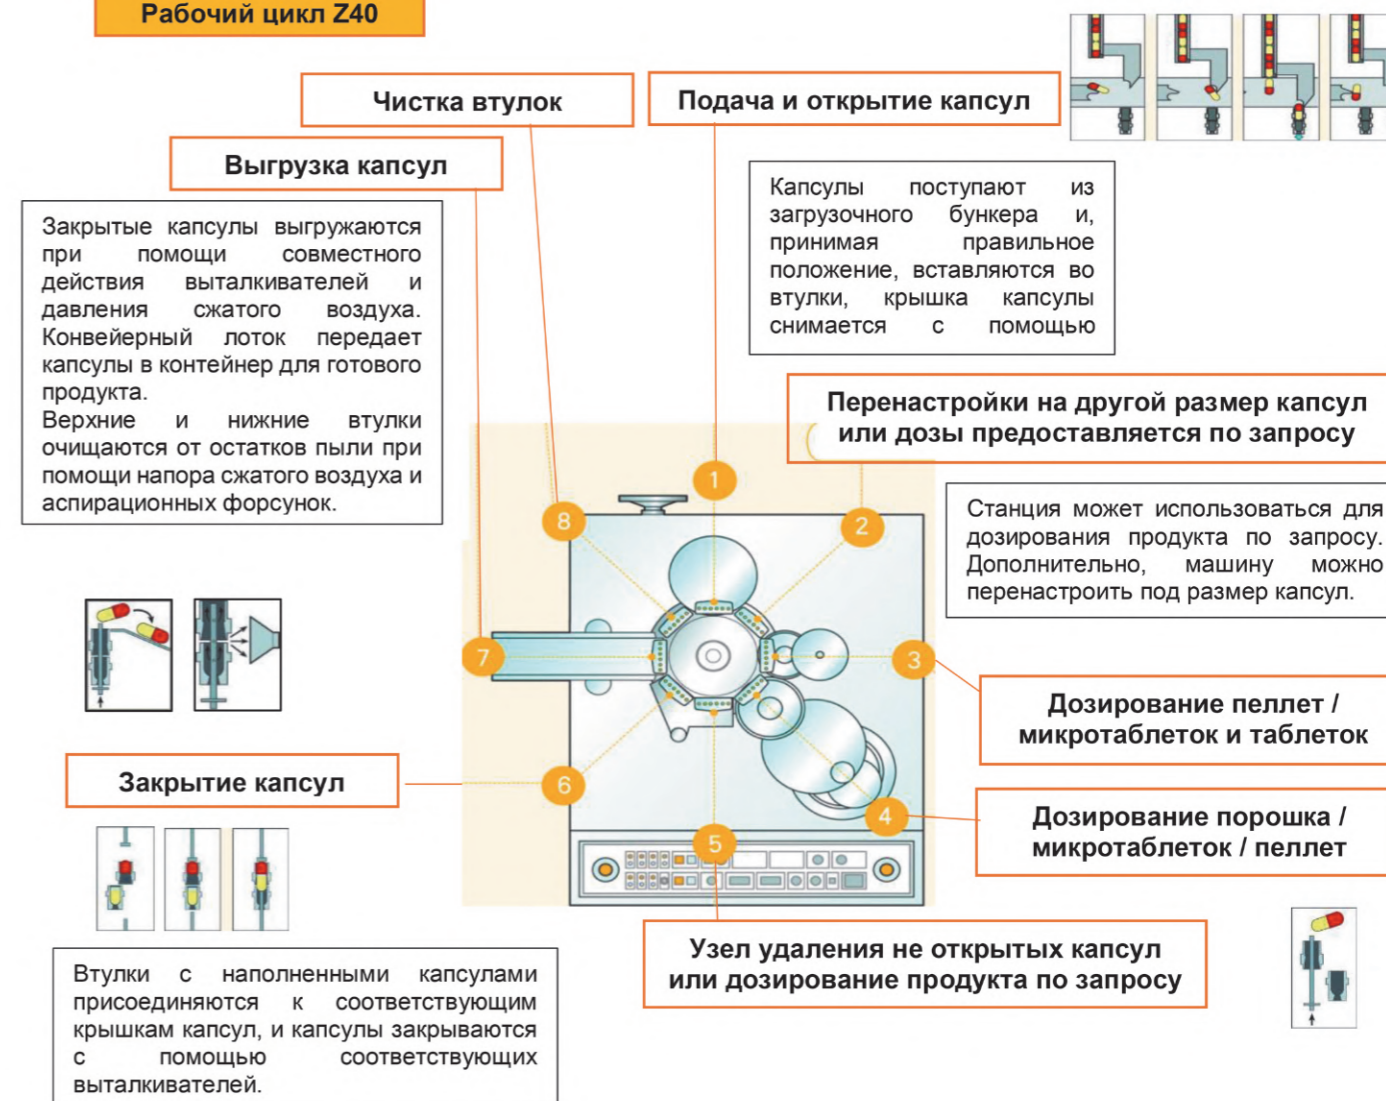 Рабочий цикл Z40
Чистка втулок
Подача и открытие капсул
Выгрузка капсул
Закрытые капсулы выгружаются
при помощи совместного
действия выталкивателей и
давления сжатого воздуха.
Конвейерный лоток передает
капсулы в контейнер для готового
продукта.
Верхние и нижние втулки
очищаются от остатков пыли при
помощи напора сжатого воздуха и
аспирационных форсунок.
Капсулы поступают из
загрузочного бункера и,
принимая правильное
положение, вставляются во
втулки, крышка капсулы
снимается с помощью
Перенастройки на другой размер капсул
или дозы предоставляется по запросу
Станция может использоваться для
дозирования продукта по запросу.
Дополнительно, машину можно
перенастроить под размер капсул.
1
8
2
7
3
6
4
5
Дозирование пеллет /
микротаблеток и таблеток
Закрытие капсул
Дозирование порошка /
микротаблеток / пеллет
Узел удаления не открытых капсул
или дозирование продукта по запросу
Втулки с наполненными капсулами
присоединяются к соответствующим
крышкам капсул, и капсулы закрываются
с помощью соответствующих
выталкивателей.